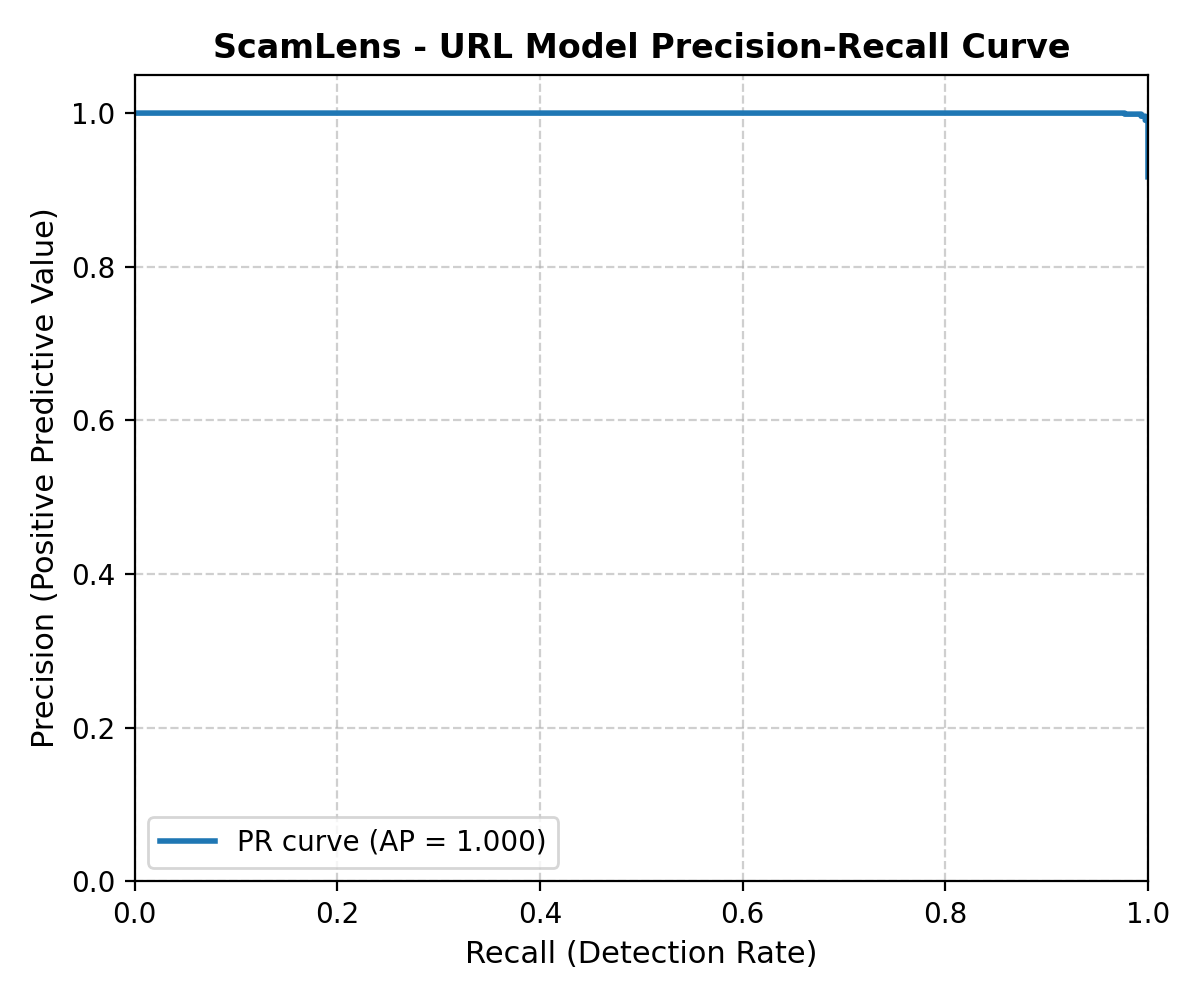 ScamLens - URL Model Precision-Recall Curve
Precision (Positive Predictive Value)
1.0
0.8
0.6
0.4
0.2
0.0
PR curve (AP = 1.000)
0.0 0.2 0.4 0.6 0.8 1.0
Recall (Detection Rate)